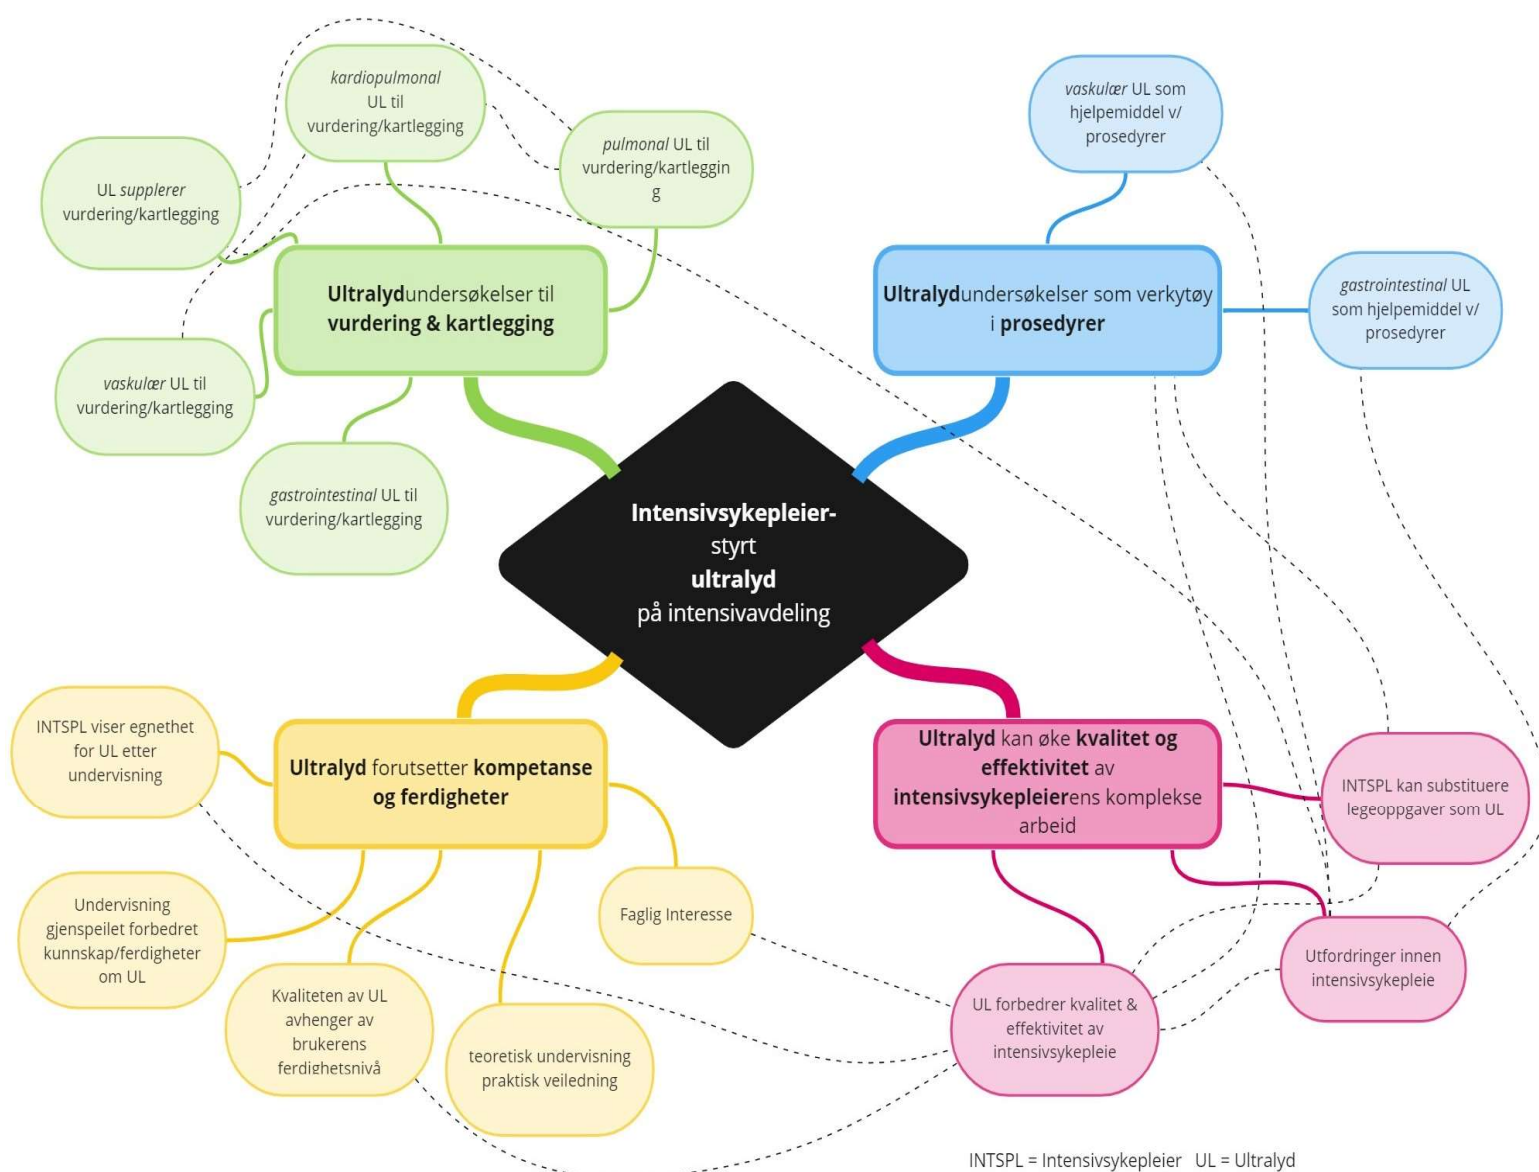 kardiopulmonal
UL til
vurdering/kartlegging
pulmonal UL til
vurdering/kartleggin
g
UL supplerer
vurdering/kartlegging
Ultralydundersøkelser til
vurdering & kartlegging
vaskulær UL til
vurdering/kartlegging
gastrointestinal UL til
vurdering/kartlegging
vaskulær UL som
hjelpemiddel v/
prosedyrer
Ultralydundersøkelser som verkytøy
i prosedyrer
gastrointestinal UL
som hjelpemiddel v/
prosedyrer
Intensivsykepleier-
styrt
ultralyd
på intensivavdeling
INTSPL viser egnethet
for UL etter
undervisning
Ultralyd forutsetter kompetanse
og ferdigheter
Undervisning
gjenspeilet forbedret
kunnskap/ferdigheter
om UL
Kvaliteten av UL
avhenger av
brukerens
ferdighetsnivå
teoretisk undervisning
praktisk veiledning
Faglig Interesse
Ultralyd kan øke kvalitet og
effektivitet av
intensivsykepleierens komplekse
arbeid
INTSPL kan substituere
legeoppgaver som UL
Utfordringer innen
intensivsykepleie
UL forbedrer kvalitet &
effektivitet av
intensivsykepleie
INTSPL = Intensivsykepleier UL = Ultralyd